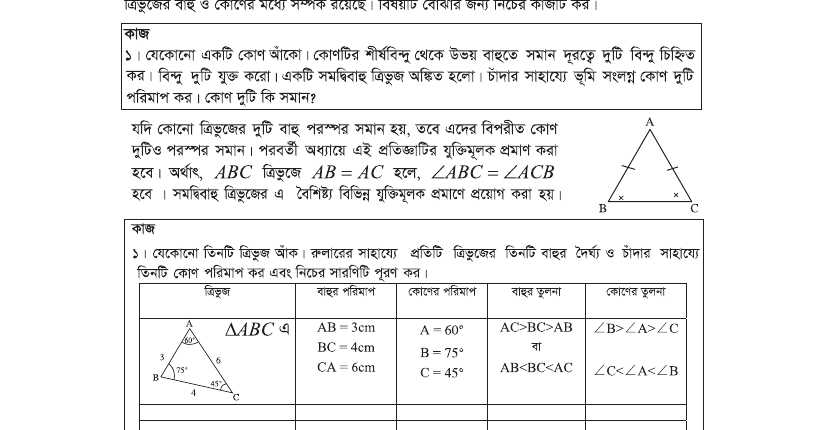 ত্রিভুজের বাহু ও কোণের মধ্যে সম্পর্ক রয়েছে। বিষয়টি বোঝার জন্য নিচের কাজটি কর।
কাজ
১। যেকোনো একটি কোণ আঁকো। কোণটির শীর্ষবিন্দু থেকে উভয় বাহুতে সমান দূরত্বে দুটি বিন্দু চিহ্নিত
কর। বিন্দু দুটি যুক্ত করো। একটি সমদ্বিবাহু ত্রিভুজ অঙ্কিত হলো। চাঁদার সাহায্যে ভূমি সংলগ্ন কোণ দুটি
পরিমাপ কর। কোণ দুটি কি সমান?
যদি কোনো ত্রিভুজের দুটি বাহু পরস্পর সমান হয়, তবে এদের বিপরীত কোণ
দুটিও পরস্পর সমান। পরবর্তী অধ্যায়ে এই প্রতিজ্ঞাটির যুক্তিমূলক প্রমাণ করা
হবে। অর্থাৎ, ABC ত্রিভুজে AB = AC হলে, ∠ABC = ∠ACB
হবে । সমদ্বিবাহু ত্রিভুজের এ বৈশিষ্ট্য বিভিন্ন যুক্তিমূলক প্রমাণে প্রয়োগ করা হয়।
A
B
C
কাজ
১। যেকোনো তিনটি ত্রিভুজ আঁক। রুলারের সাহায্যে প্রতিটি ত্রিভুজের তিনটি বাহুর দৈর্ঘ্য ও চাঁদার সাহায্যে
তিনটি কোণ পরিমাপ কর এবং নিচের সারণিটি পূরণ কর।
ত্রিভুজ বাহুর পরিমাপ কোণের পরিমাপ বাহুর তুলনা কোণের তুলনা
A
60°
3
6
B
75°
45°
4
C
ΔABC এ
AB = 3cm
BC = 4cm
CA = 6cm
A = 60°
B = 75°
C = 45°
AC>BC>AB
বা
AB<BC<AC
∠B>∠A>∠C
∠C<∠A<∠B